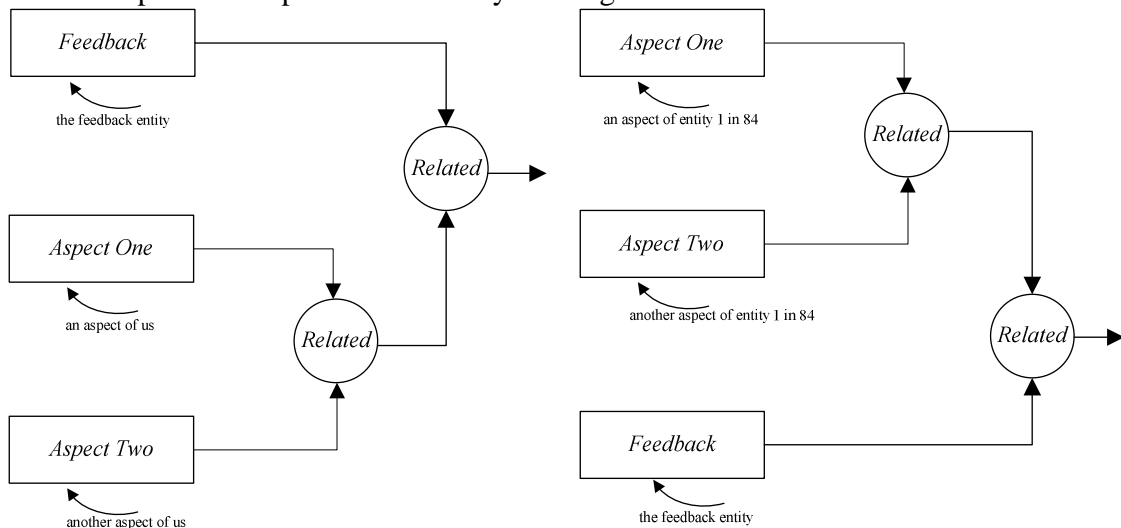 Feedback
the feedback entity
Related
Aspect One
an aspect of us
Related
Aspect Two
another aspect of us
Aspect One
an aspect of entity 1 in 84
Related
Aspect Two
another aspect of entity 1 in 84
Related
Feedback
the feedback entity